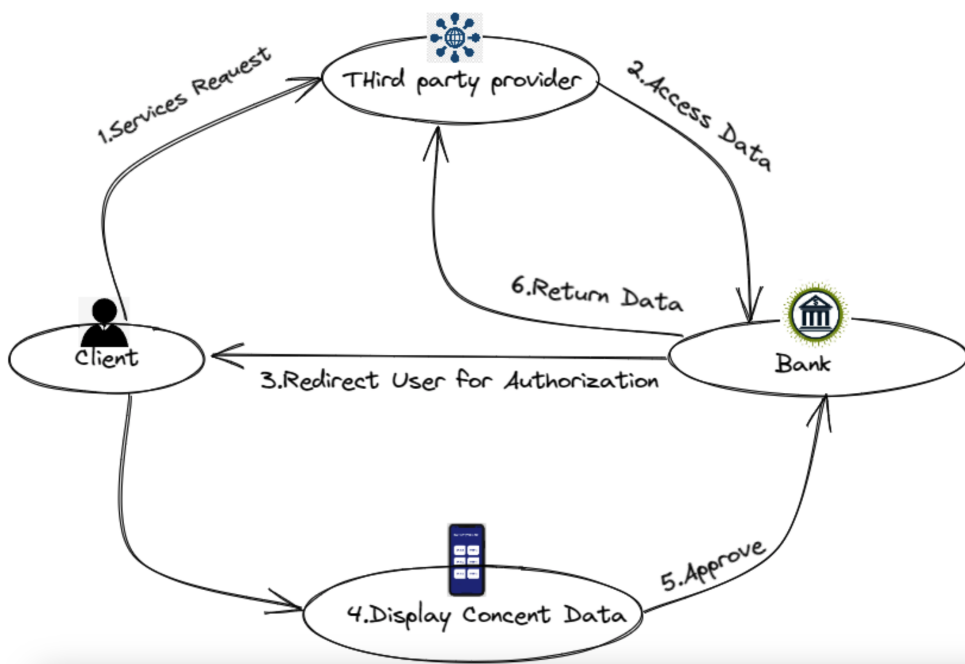 THird party provider
1.Services Request
2.Access Data
6.Return Data
Client
Bank
3.Redirect User for Authorization
5.Approve
4.Display Concent Data